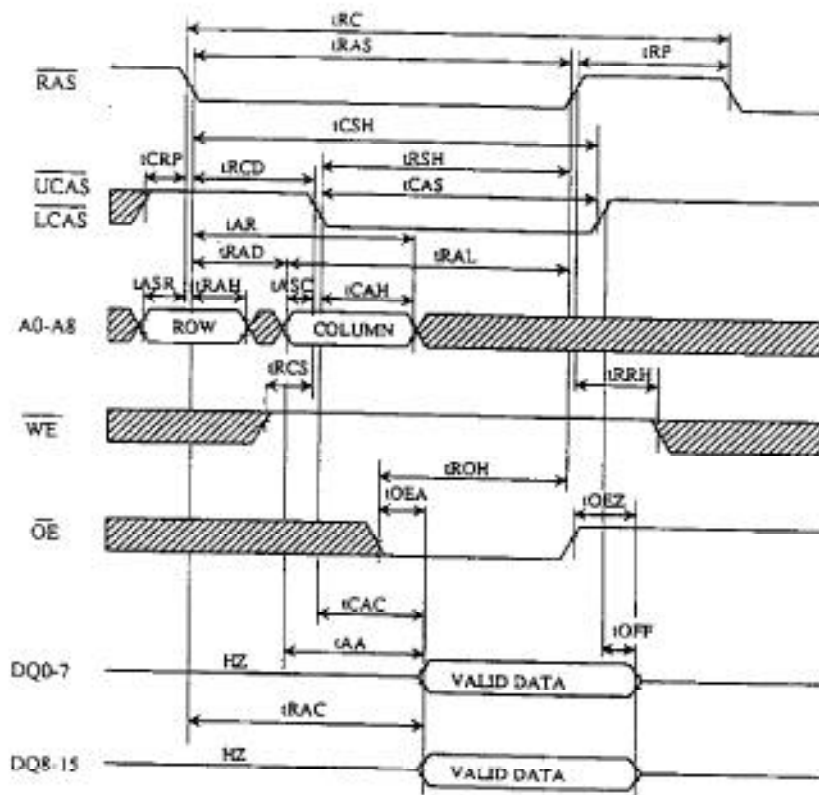 tRC
tRAS
tRP
RAS
tCSH
tCRP
tRCD
tRSH
UCAS
tCAS
LCAS
tAR
tRAD
tRAL
tASR
tRAH
tASC
tCAH
A0-A8
ROW
COLUMN
tRCS
tRRH
WE
tROH
tOEA
tOEZ
OE
tCAC
tOFF
tAA
DQ0-7
HZ
VALID DATA
tRAC
DQ8-15
HZ
VALID DATA